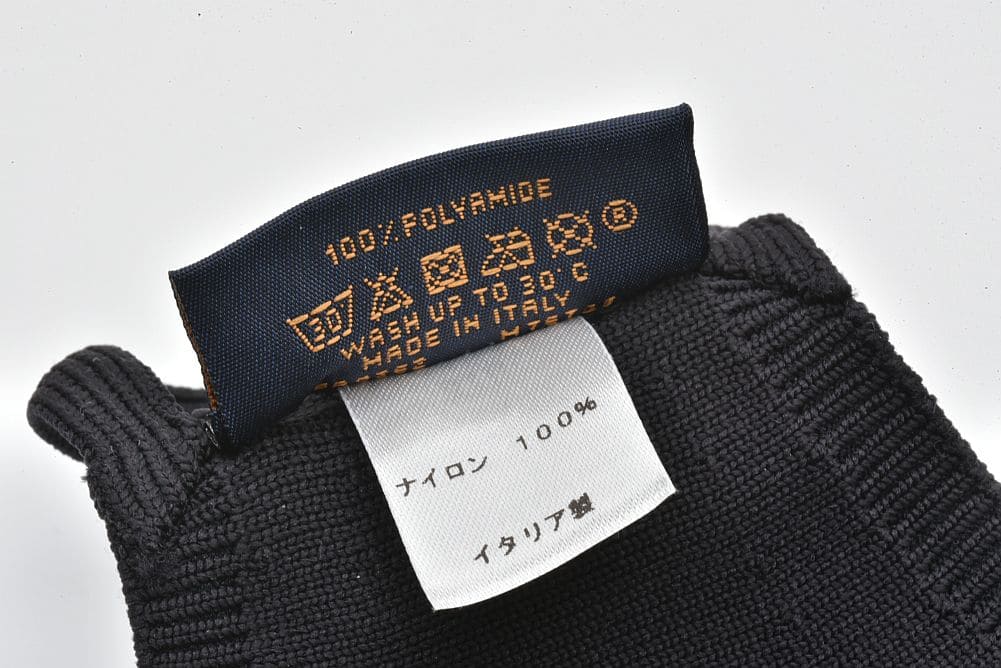 100% POLYAMIDE
30
WASH UP TO 30°C
MADE IN ITALY
ナイロン 100%
イタリア製